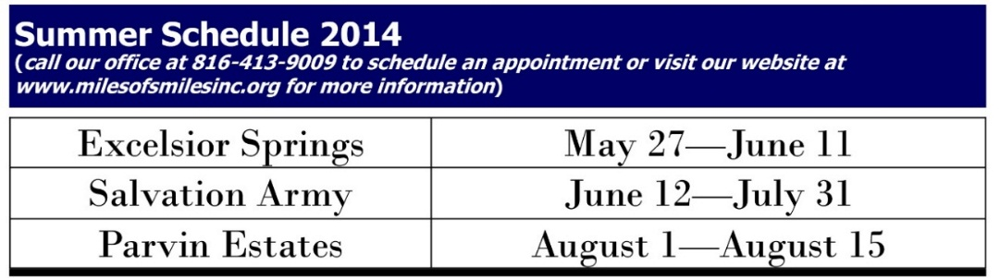 Summer Schedule 2014
(call our office at 816-413-9009 to schedule an appointment or visit our website at
www.milesofsmilesinc.org for more information)
Excelsior Springs May 27—June 11
Salvation Army June 12—July 31
Parvin Estates August 1—August 15